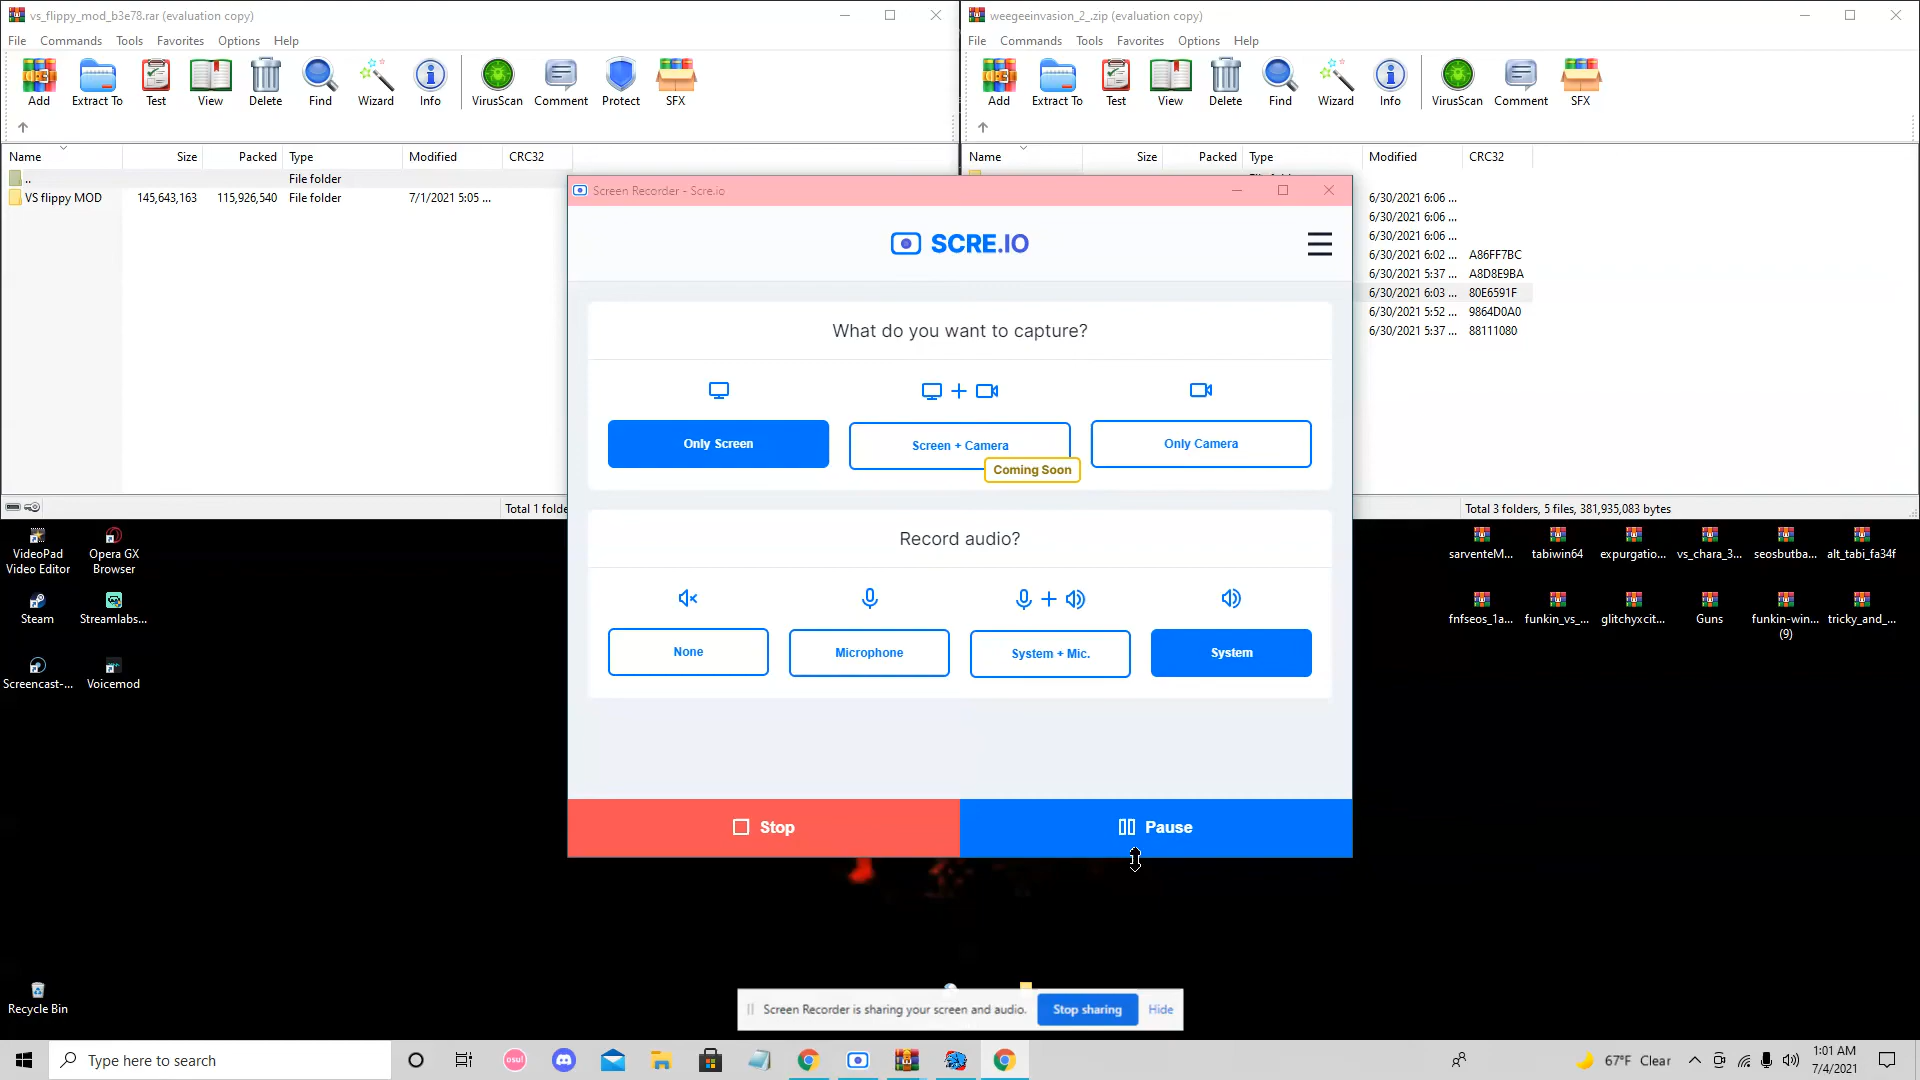 vs_flippy_mod_b3e78.rar (evaluation copy)
File Commands Tools Favorites Options Help
Add Extract To Test View Delete Find Wizard Info VirusScan Comment Protect SFX
Name Size Packed Type Modified CRC32
.. File folder
VS flippy MOD 145,643,163 115,926,540 File folder 7/1/2021 5:05 ...
Total 1 folde
weegeeinvasion_2_.zip (evaluation copy)
File Commands Tools Favorites Options Help
Add Extract To Test View Delete Find Wizard Info VirusScan Comment SFX
Name Size Packed Type Modified CRC32
6/30/2021 6:06 ...
6/30/2021 6:06 ...
6/30/2021 6:06 ...
6/30/2021 6:02 ... A86FF7BC
6/30/2021 5:37 ... A8D8E9BA
6/30/2021 6:03 ... 80E6591F
6/30/2021 5:52 ... 9864D0A0
6/30/2021 5:37 ... 88111080
Total 3 folders, 5 files, 381,935,083 bytes
Screen Recorder - Scre.io
SCRE.IO
What do you want to capture?
Only Screen Screen + Camera Only Camera
Coming Soon
Record audio?
None Microphone System + Mic. System
Stop Pause
VideoPad
Video Editor
Opera GX
Browser
Steam
Streamlabs...
Screencast-...
Voicemod
Recycle Bin
sarventeM... tabiwin64 expurgatio... vs_chara_3... seosbutba... alt_tabi_fa34f
fnfseos_1a... funkin_vs_... glitchyxcit... Guns funkin-win...
(9)
tricky_and_...
Screen Recorder is sharing your screen and audio. Stop sharing Hide
Type here to search
osu!
67°F Clear
1:01 AM
7/4/2021